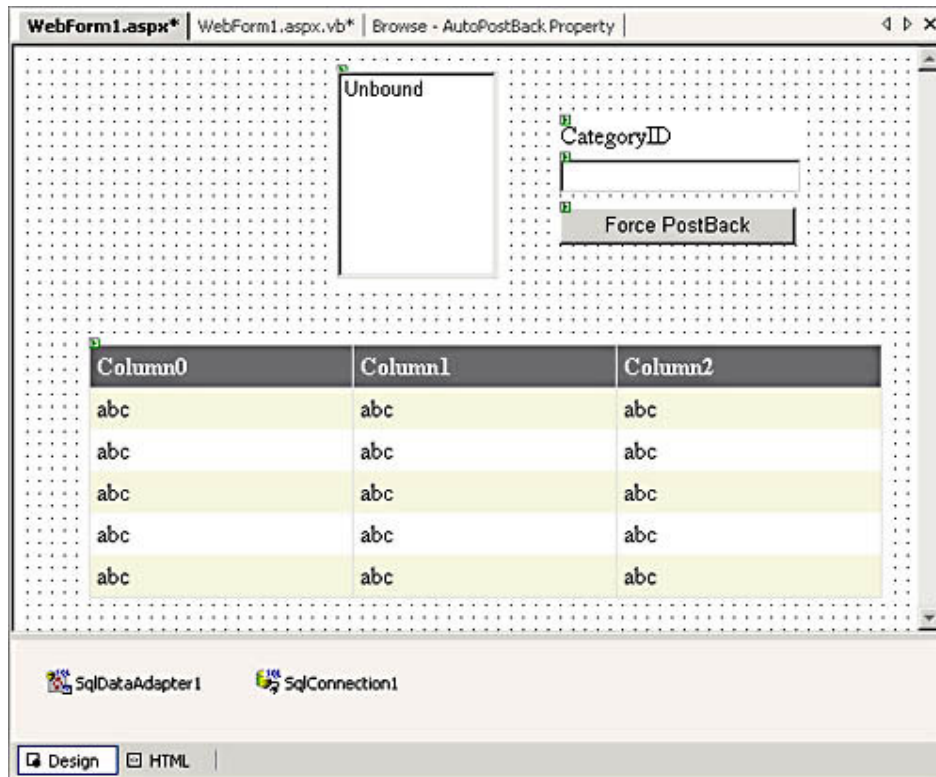 WebForm1.aspx* WebForm1.aspx.vb* Browse - AutoPostBack Property
Unbound
CategoryID
Force PostBack
Column0 Column1 Column2
abc abc abc
abc abc abc
abc abc abc
abc abc abc
abc abc abc
SqlDataAdapter1 SqlConnection1
Design HTML